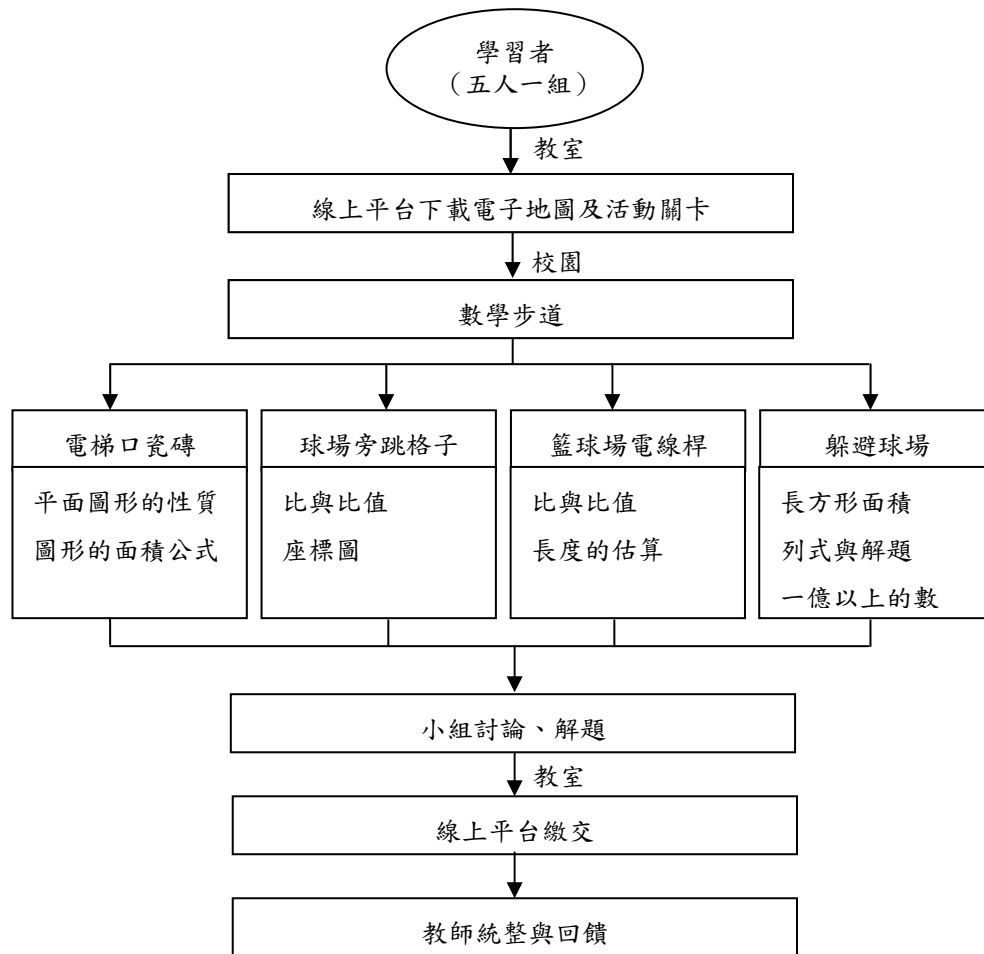 學習者
（五人一組）
教室
線上平台下載電子地圖及活動關卡
校園
數學步道
電梯口瓷磚
平面圖形的性質
圖形的面積公式
球場旁跳格子
比與比值
座標圖
籃球場電線桿
比與比值
長度的估算
躲避球場
長方形面積
列式與解題
一億以上的數
小組討論、解題
教室
線上平台繳交
教師統整與回饋